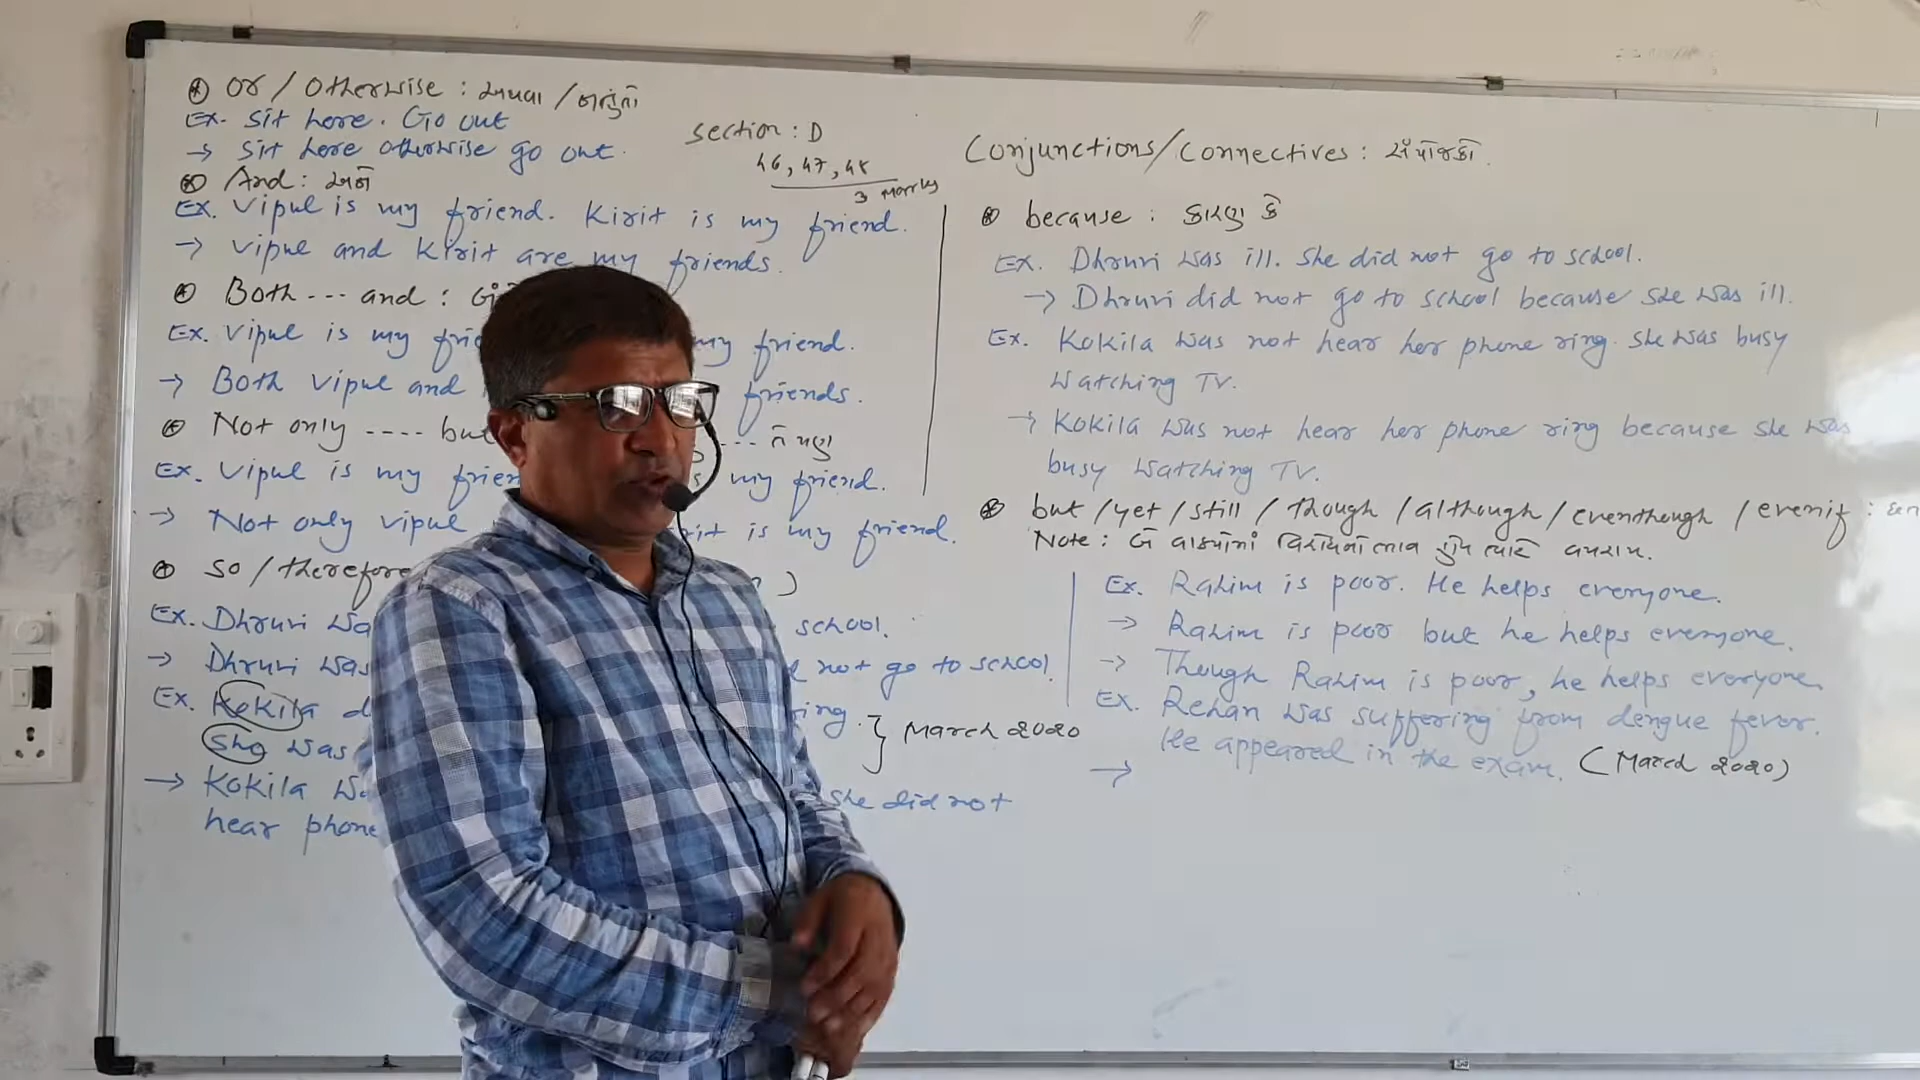 or / otherwise : અથવા / નહીંતો
Ex. Sit here. Go out
→ Sit here otherwise go out.
And : અને
Ex. Vipul is my friend. Kirit is my friend.
→ Vipul and Kirit are my friends.
Both --- and :
Ex. Vipul is my my friend.
→ Both Vipul and friends.
Not only ---- but --- તે પણ
Ex. Vipul is my my friend.
→ Not only Vipul is my friend.
so / therefore )
Ex. Dhruvi school.
→ Dhruvi was not go to school.
Ex. Kokila
She was } March 2020
→ Kokila she did not
hear phone
Section : D
46, 47, 48
3 Marks
Conjunctions/Connectives : સંયોજકો.
because : કારણ કે
Ex. Dhruvi was ill. She did not go to school.
→ Dhruvi did not go to school because she was ill.
Ex. Kokila was not hear her phone ring. She was busy
watching TV.
→ Kokila was not hear her phone ring because she was
busy watching TV.
but / yet / still / though / although / eventhough / evenif :
Note : બે વાક્યોમાં વિરોધનો ભાવ હોય ત્યારે વપરાય.
Ex. Rahim is poor. He helps everyone.
→ Rahim is poor but he helps everyone.
→ Though Rahim is poor, he helps everyone.
Ex. Rehan was suffering from dengue fever.
He appeared in the exam. (March 2020)
→